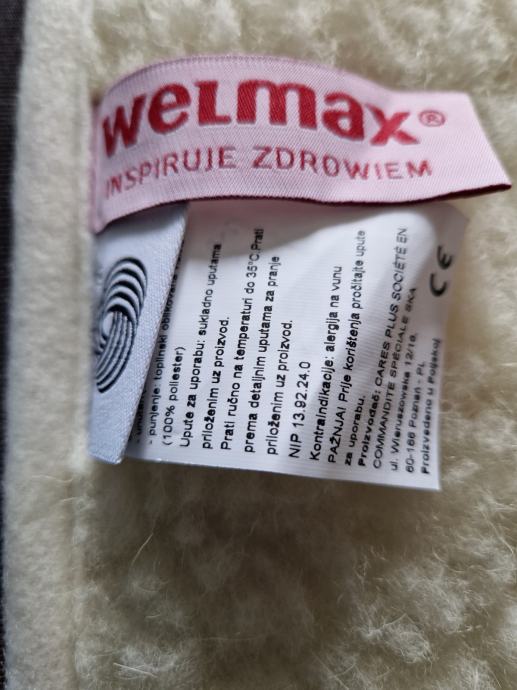 welmax®
INSPIRUJE ZDROWIEM
- punjenje: toplinski
(100% poliester)
Upute za uporabu: sukladno uputama
priloženim uz proizvod.
Prati ručno na temperaturi do 35°C.Prati
prema detaljnim uputama za pranje
priloženim uz proizvod.
NIP 13.92.24.0
Kontraindikacije: alergija na vunu
PAŽNJA! Prije korištenja pročitajte upute
za uporabu.
Proizvođač: CARES PLUS SOCIÉTÉ EN
COMMANDITE SPÉCIALE SKA
ul. Wieruszowska 12/16,
60-166 Poznań - PL
Proizvedeno u Poljskoj
CE